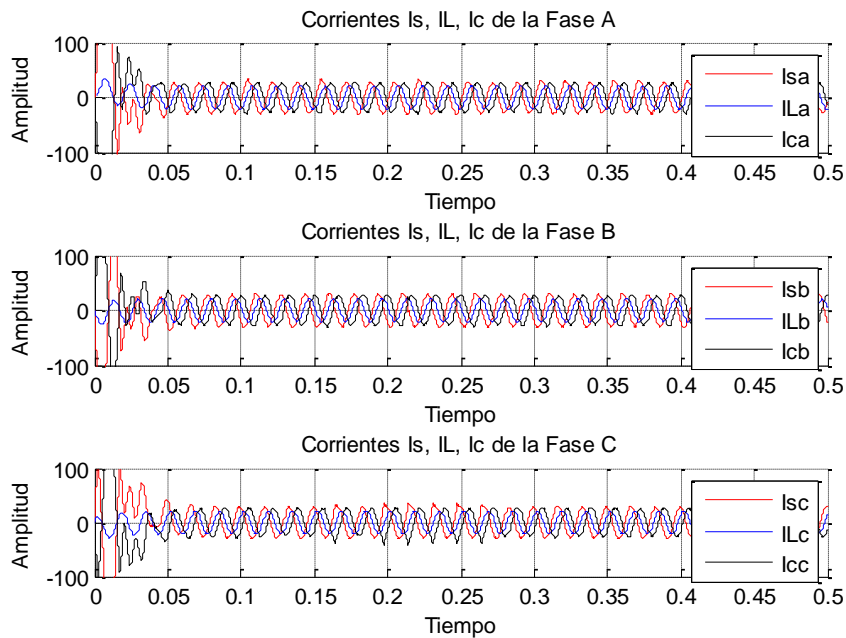 Corrientes Is, IL, Ic de la Fase A
Amplitud
100
0
-100
Isa
ILa
Ica
0 0.05 0.1 0.15 0.2 0.25 0.3 0.35 0.4 0.45 0.5
Tiempo
Corrientes Is, IL, Ic de la Fase B
Amplitud
100
0
-100
Isb
ILb
Icb
0 0.05 0.1 0.15 0.2 0.25 0.3 0.35 0.4 0.45 0.5
Tiempo
Corrientes Is, IL, Ic de la Fase C
Amplitud
100
0
-100
Isc
ILc
Icc
0 0.05 0.1 0.15 0.2 0.25 0.3 0.35 0.4 0.45 0.5
Tiempo